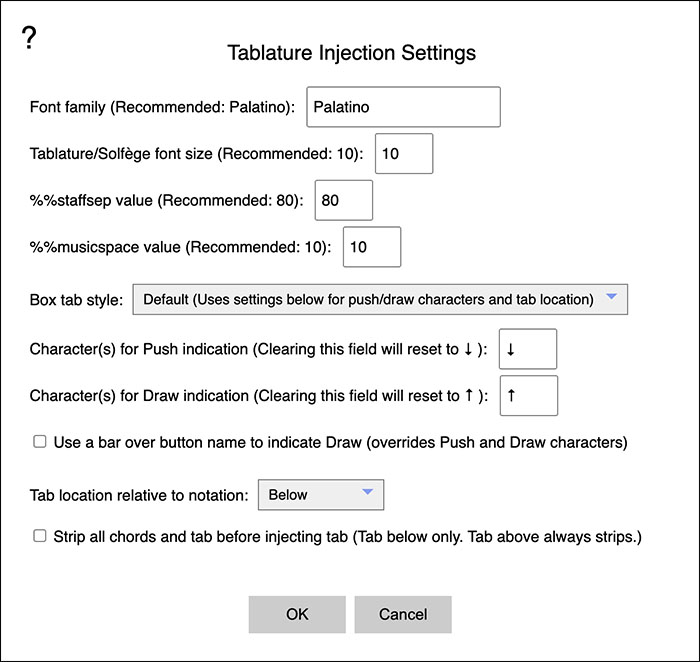 ?
Tablature Injection Settings
Font family (Recommended: Palatino): Palatino
Tablature/Solfège font size (Recommended: 10): 10
%%staffsep value (Recommended: 80): 80
%%musicspace value (Recommended: 10): 10
Box tab style: Default (Uses settings below for push/draw characters and tab location)
Character(s) for Push indication (Clearing this field will reset to ↓ ): ↓
Character(s) for Draw indication (Clearing this field will reset to ↑ ): ↑
Use a bar over button name to indicate Draw (overrides Push and Draw characters)
Tab location relative to notation: Below
Strip all chords and tab before injecting tab (Tab below only. Tab above always strips.)
OK Cancel